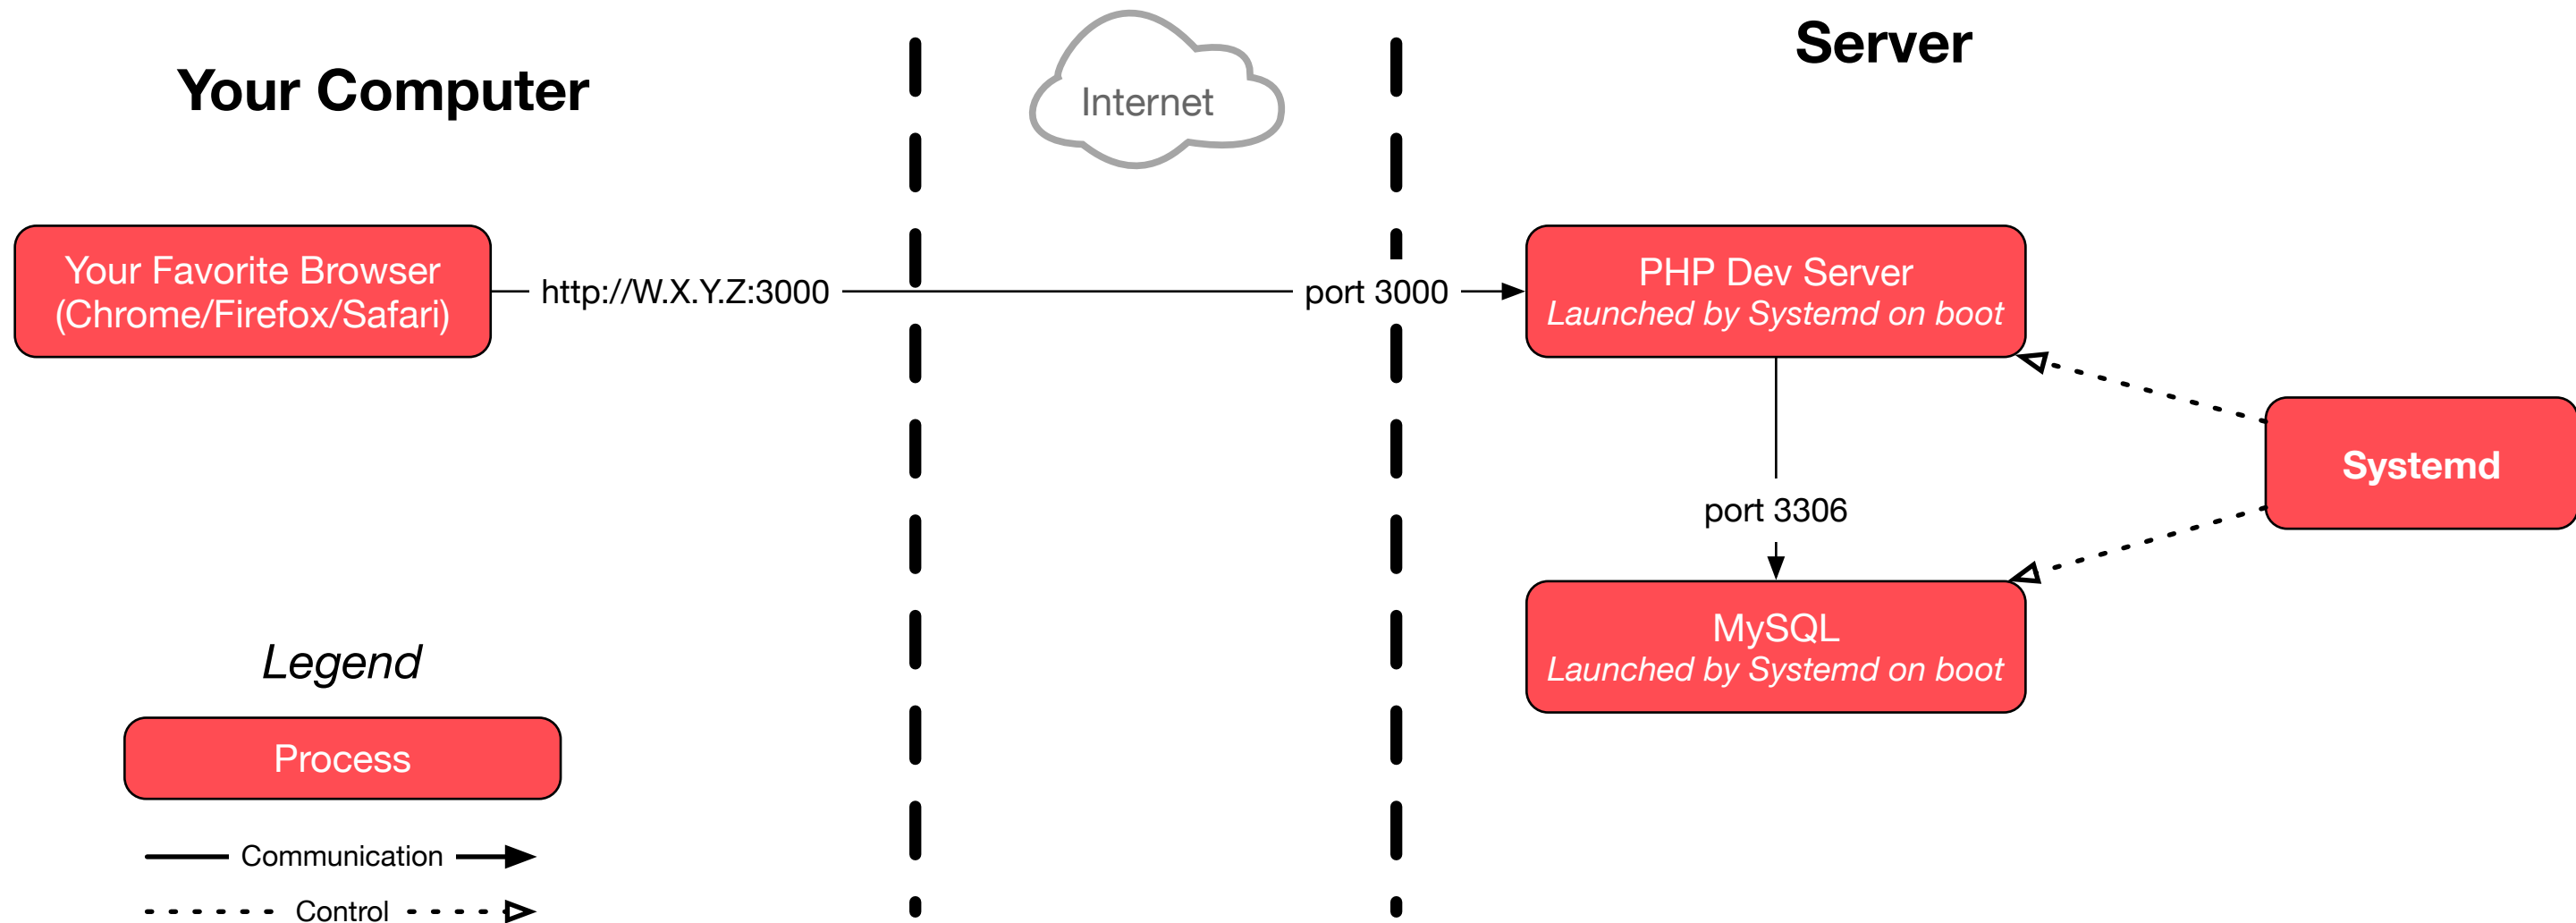 Your Computer
Internet
Server
Your Favorite Browser
(Chrome/Firefox/Safari)
http://W.X.Y.Z:3000
port 3000
PHP Dev Server
Launched by Systemd on boot
Systemd
port 3306
MySQL
Launched by Systemd on boot
Legend
Process
Communication
Control